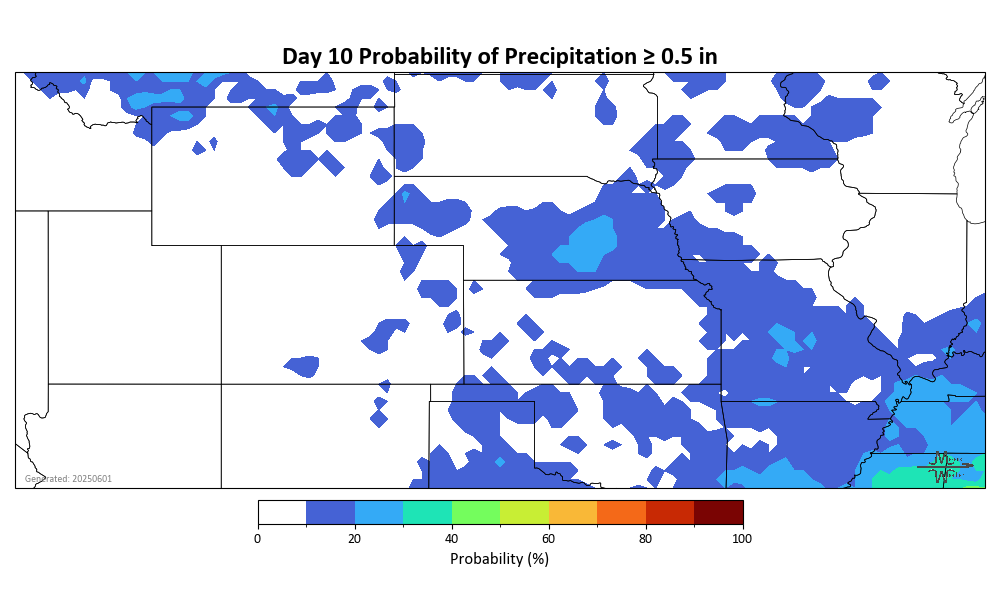 Day 10 Probability of Precipitation ≥ 0.5 in
Generated: 20250601
0 20 40 60 80 100
Probability (%)